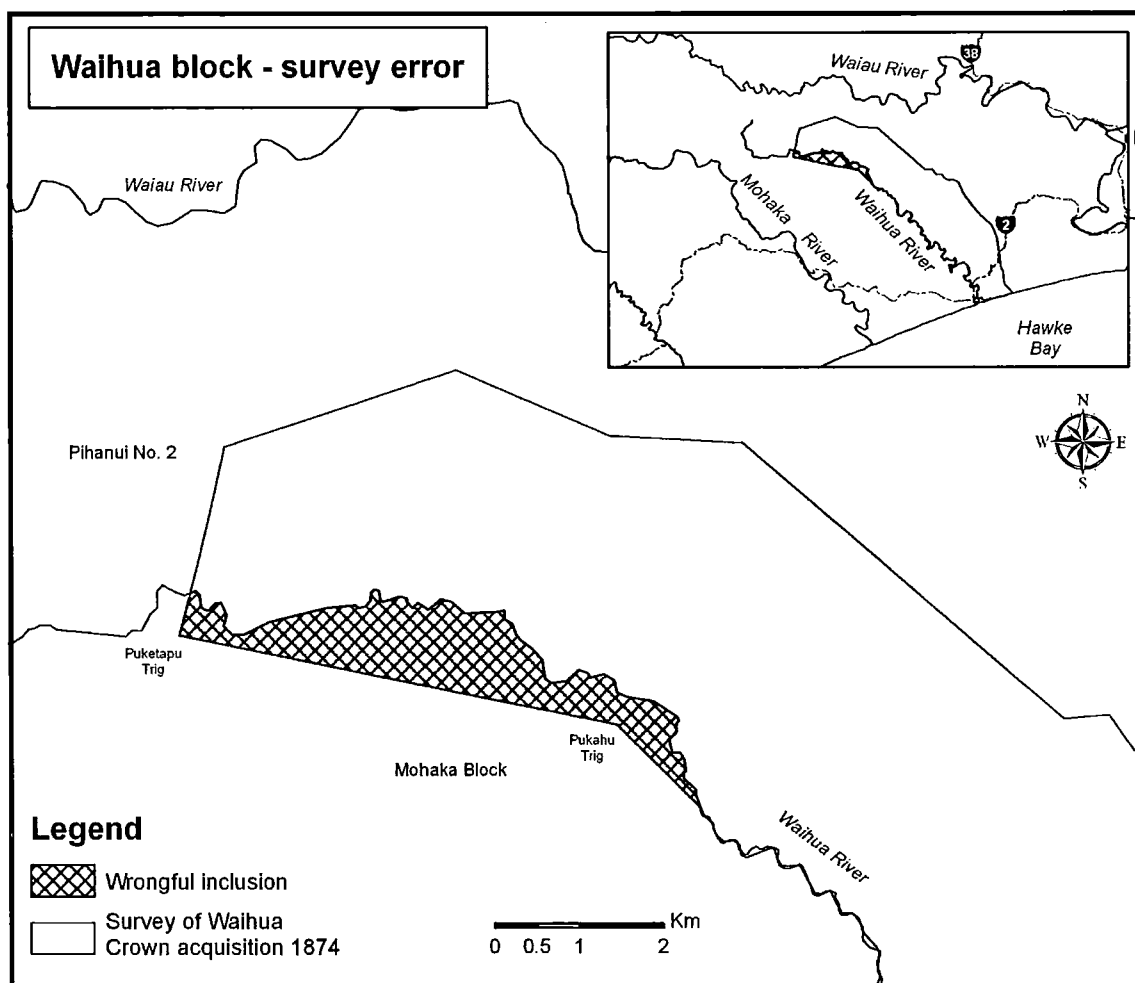 Waihua block - survey error
38
Waiau River
Mohaka
River
Waihua River
2
Hawke
Bay
Waiau River
N
W E
S
Pihanui No. 2
Puketapu
Trig
Pukahu
Trig
Mohaka Block
Waihua River
Legend
Wrongful inclusion
Survey of Waihua
Crown acquisition 1874
Km
0 0.5 1 2